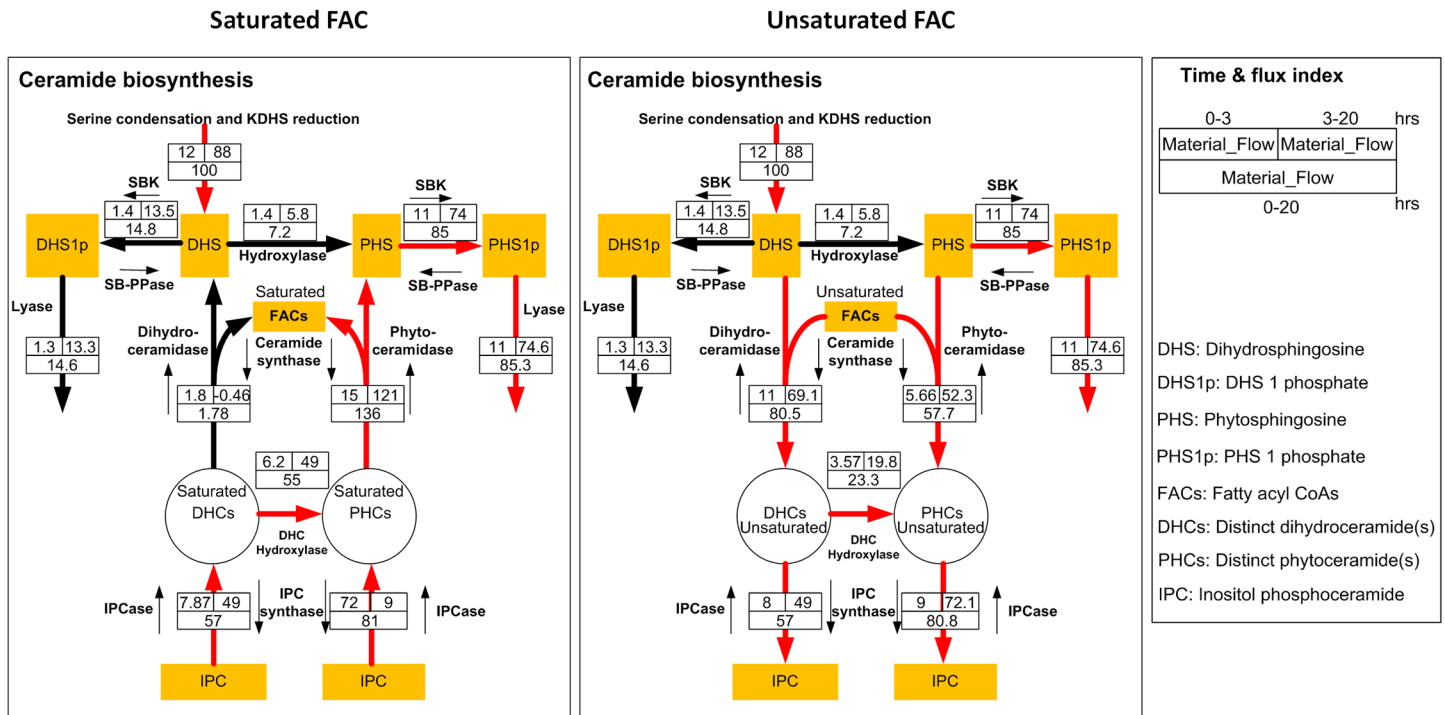 Saturated FAC
Unsaturated FAC
Ceramide biosynthesis
Serine condensation and KDHS reduction
12 88
100
SBK
1.4 13.5
14.8
1.4 5.8
7.2
SBK
11 74
85
DHS1p
DHS
Hydroxylase
PHS
PHS1p
SB-PPase
SB-PPase
Lyase
Lyase
1.3 13.3
14.6
Saturated
FACs
Dihydro-
ceramidase
Ceramide
synthase
Phyto-
ceramidase
11 74.6
85.3
1.8 -0.46
1.78
15 121
136
6.2 49
55
Saturated
DHCs
Saturated
PHCs
DHC
Hydroxylase
IPCase
7.87 49
57
IPC
synthase
72 9
81
IPCase
IPC
IPC
Ceramide biosynthesis
Serine condensation and KDHS reduction
12 88
100
SBK
1.4 13.5
14.8
1.4 5.8
7.2
SBK
11 74
85
DHS1p
DHS
Hydroxylase
PHS
PHS1p
SB-PPase
SB-PPase
Lyase
Lyase
1.3 13.3
14.6
Unsaturated
FACs
Dihydro-
ceramidase
Ceramide
synthase
Phyto-
ceramidase
11 74.6
85.3
11 69.1
80.5
5.66 52.3
57.7
3.57 19.8
23.3
DHCs
Unsaturated
PHCs
Unsaturated
DHC
Hydroxylase
IPCase
8 49
57
IPC
synthase
9 72.1
80.8
IPCase
IPC
IPC
Time & flux index
0-3 3-20 hrs
Material_Flow Material_Flow
Material_Flow
0-20 hrs
DHS: Dihydrosphingosine
DHS1p: DHS 1 phosphate
PHS: Phytosphingosine
PHS1p: PHS 1 phosphate
FACs: Fatty acyl CoAs
DHCs: Distinct dihydroceramide(s)
PHCs: Distinct phytoceramide(s)
IPC: Inositol phosphoceramide